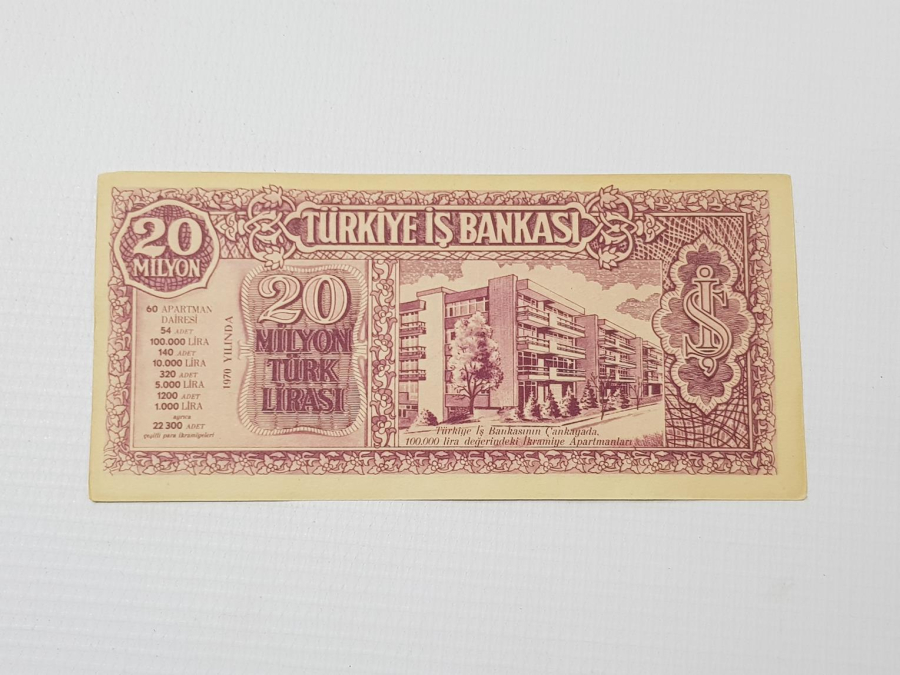 TÜRKİYE İŞ BANKASI
20
MİLYON
60 APARTMAN
DAİRESİ
54 ADET
100.000 LİRA
140 ADET
10.000 LİRA
320 ADET
5.000 LİRA
1200 ADET
1.000 LİRA
ayrıca
22 300 ADET
çeşitli para ikramiyeleri
1970 YILINDA
20
MİLYON
TÜRK
LİRASI
Türkiye İş Bankasının Çankayada,
100.000 lira değerindeki İkramiye Apartmanları
İŞ